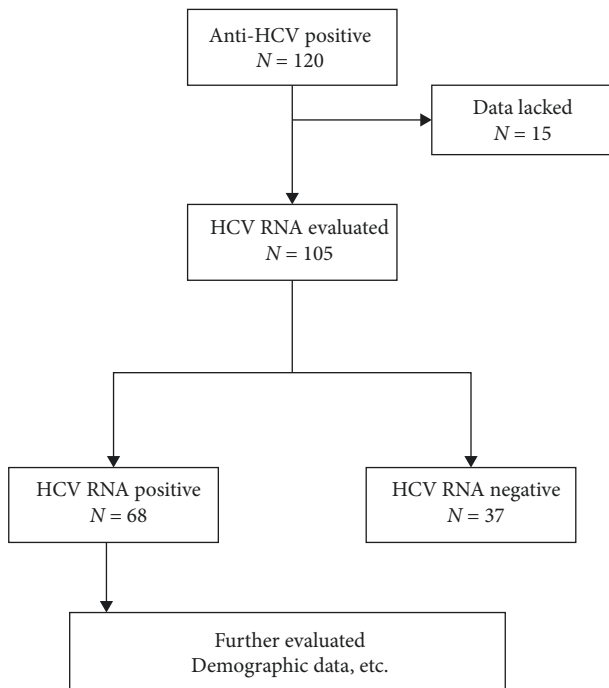 Anti-HCV positive
N = 120
Data lacked
N = 15
HCV RNA evaluated
N = 105
HCV RNA positive
N = 68
HCV RNA negative
N = 37
Further evaluated
Demographic data, etc.